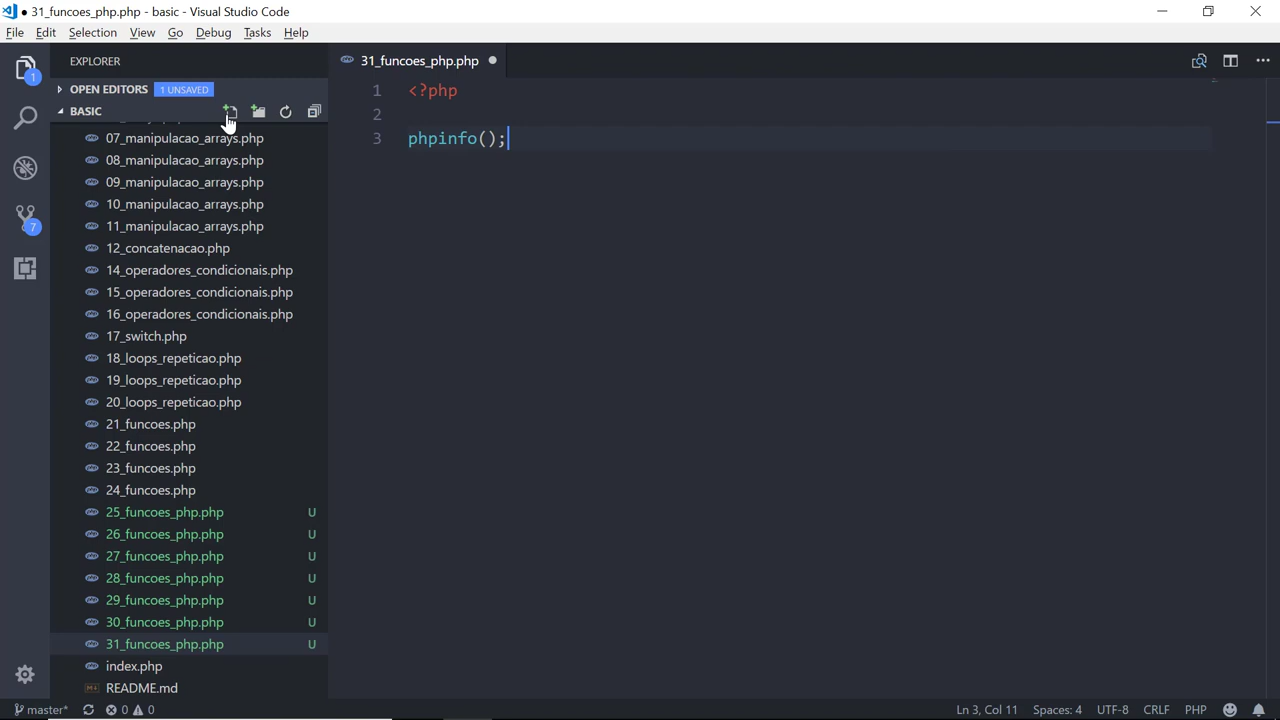 ● 31_funcoes_php.php - basic - Visual Studio Code
File Edit Selection View Go Debug Tasks Help
EXPLORER
OPEN EDITORS 1 UNSAVED
BASIC
07_manipulacao_arrays.php
08_manipulacao_arrays.php
09_manipulacao_arrays.php
10_manipulacao_arrays.php
11_manipulacao_arrays.php
12_concatenacao.php
14_operadores_condicionais.php
15_operadores_condicionais.php
16_operadores_condicionais.php
17_switch.php
18_loops_repeticao.php
19_loops_repeticao.php
20_loops_repeticao.php
21_funcoes.php
22_funcoes.php
23_funcoes.php
24_funcoes.php
25_funcoes_php.php U
26_funcoes_php.php U
27_funcoes_php.php U
28_funcoes_php.php U
29_funcoes_php.php U
30_funcoes_php.php U
31_funcoes_php.php U
index.php
README.md
1
7
31_funcoes_php.php ●
1 <?php
2
3 phpinfo();
master* 0 0 Ln 3, Col 11 Spaces: 4 UTF-8 CRLF PHP